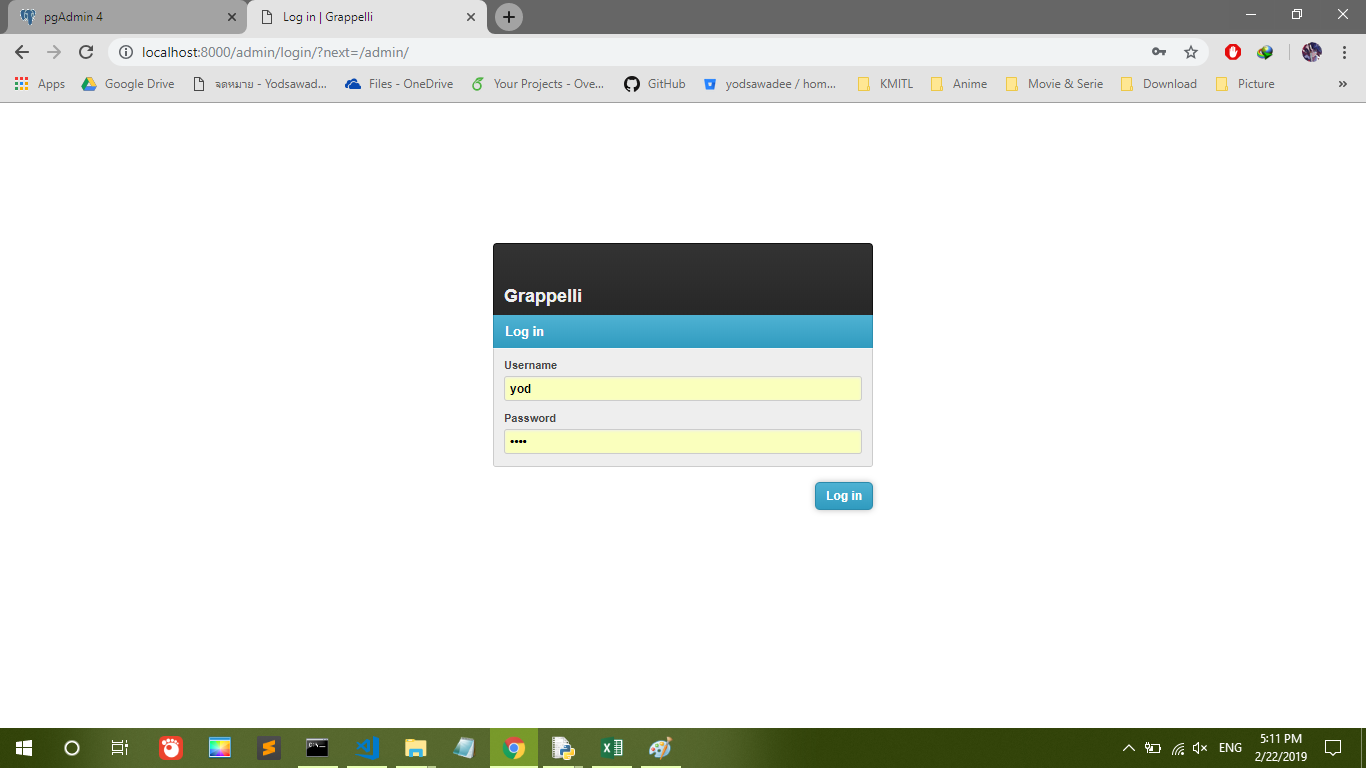 pgAdmin 4
Log in | Grappelli
localhost:8000/admin/login/?next=/admin/
Apps
Google Drive
จดหมาย - Yodsawad...
Files - OneDrive
Your Projects - Ove...
GitHub
yodsawadee / hom...
KMITL
Anime
Movie & Serie
Download
Picture
»
Grappelli
Log in
Username
yod
Password
••••
Log in
ENG
5:11 PM
2/22/2019